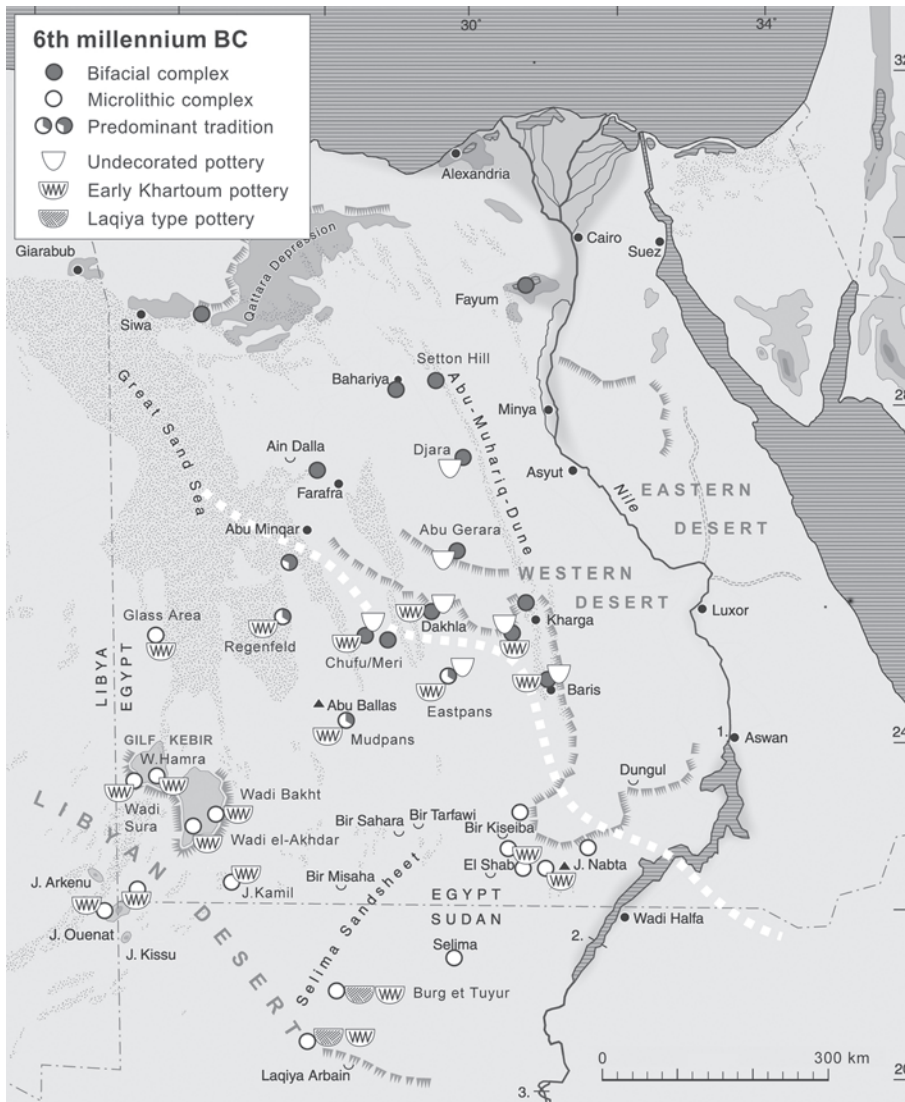 30°
34°
6th millennium BC
Bifacial complex
Microlithic complex
Predominant tradition
Undecorated pottery
Early Khartoum pottery
Laqiya type pottery
32
Alexandria
Cairo
Suez
Giarabub
Qattara Depression
Fayum
Siwa
Setton Hill
Bahariya
Great Sand Sea
Abu-Muhariq-Dune
Minya
28
Ain Dalla
Djara
Farafra
Asyut
Nile
EASTERN
DESERT
Abu Minqar
Abu Gerara
WESTERN
DESERT
Glass Area
Regenfeld
Dakhla
Kharga
Luxor
Chufu/Meri
LIBYA
EGYPT
Eastpans
Baris
Abu Ballas
Mudpans
1.
Aswan
24
GILF KEBIR
W.Hamra
Dungul
Wadi
Sura
Wadi Bakht
Bir Sahara
Bir Tarfawi
Bir Kiseiba
Wadi el-Akhdar
LIBYAN DESERT
El Shab
J. Nabta
J. Arkenu
J.Kamil
Bir Misaha
EGYPT
SUDAN
J. Ouenat
Wadi Halfa
J. Kissu
Selima Sandsheet
Selima
2.
Burg et Tuyur
0
300 km
Laqiya Arbain
20
3.